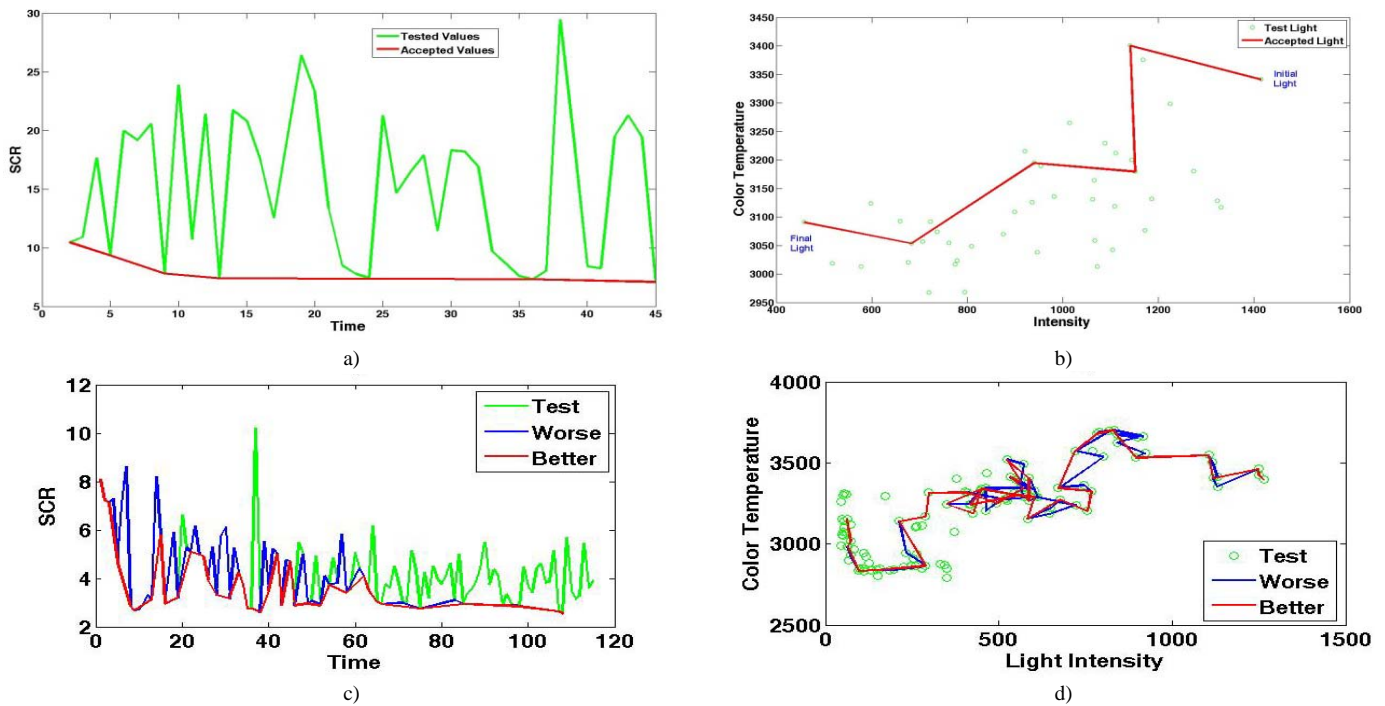 30
25
20
15
10
5
SCR
Tested Values
Accepted Values
0 5 10 15 20 25 30 35 40 45
Time
a)
3450
3400
3350
3300
3250
3200
3150
3100
3050
3000
2950
Color Temperature
Test Light
Accepted Light
Initial
Light
Final
Light
400 600 800 1000 1200 1400 1600
Intensity
b)
12
10
8
6
4
2
SCR
Test
Worse
Better
0 20 40 60 80 100 120
Time
c)
4000
3500
3000
2500
Color Temperature
Test
Worse
Better
0 500 1000 1500
Light Intensity
d)